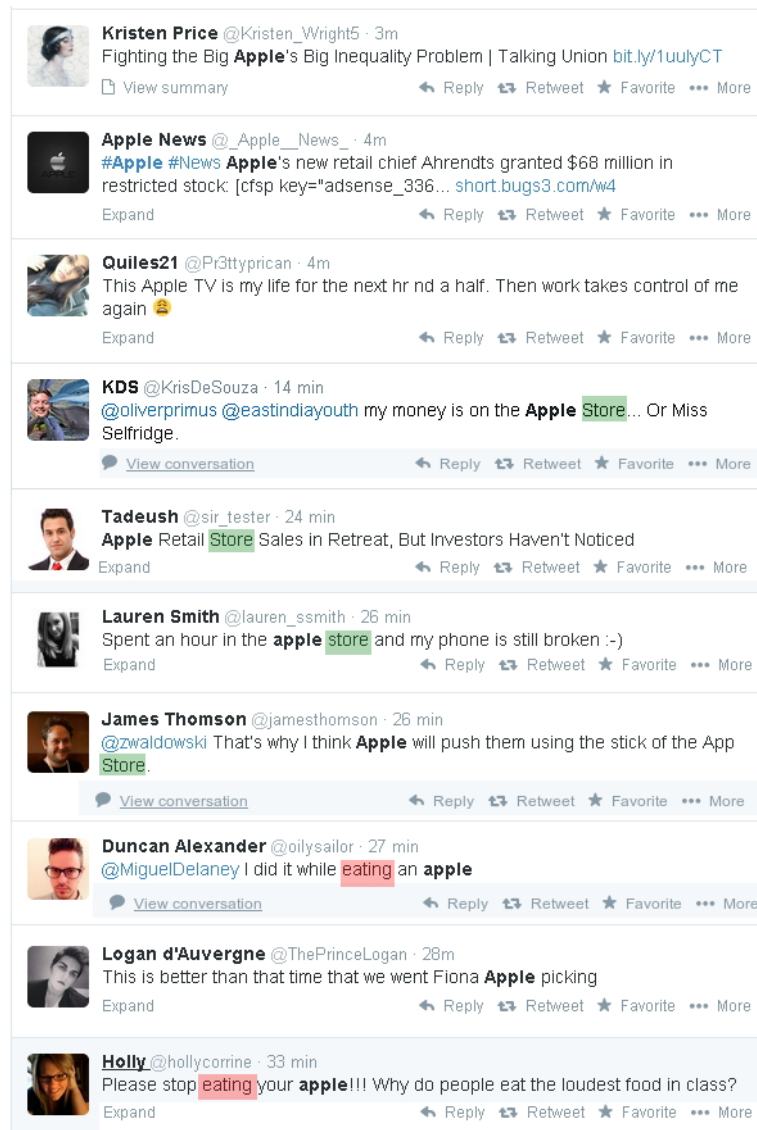 Kristen Price @Kristen_Wright5 · 3m
Fighting the Big Apple's Big Inequality Problem | Talking Union bit.ly/1uulyCT
View summary Reply Retweet Favorite ••• More
Apple News @_Apple__News_ · 4m
#Apple #News Apple's new retail chief Ahrendts granted $68 million in
restricted stock: [cfsp key="adsense_336... short.bugs3.com/w4
Expand Reply Retweet Favorite ••• More
Quiles21 @Pr3ttyprican · 4m
This Apple TV is my life for the next hr nd a half. Then work takes control of me
again 😩
Expand Reply Retweet Favorite ••• More
KDS @KrisDeSouza · 14 min
@oliverprimus @eastindiayouth my money is on the Apple Store... Or Miss
Selfridge.
View conversation Reply Retweet Favorite ••• More
Tadeush @sir_tester · 24 min
Apple Retail Store Sales in Retreat, But Investors Haven't Noticed
Expand Reply Retweet Favorite ••• More
Lauren Smith @lauren_ssmith · 26 min
Spent an hour in the apple store and my phone is still broken :-)
Expand Reply Retweet Favorite ••• More
James Thomson @jamesthomson · 26 min
@zwaldowski That's why I think Apple will push them using the stick of the App
Store.
View conversation Reply Retweet Favorite ••• More
Duncan Alexander @oilysailor · 27 min
@MiguelDelaney I did it while eating an apple
View conversation Reply Retweet Favorite ••• More
Logan d'Auvergne @ThePrinceLogan · 28m
This is better than that time that we went Fiona Apple picking
Expand Reply Retweet Favorite ••• More
Holly @hollycorrine · 33 min
Please stop eating your apple!!! Why do people eat the loudest food in class?
Expand Reply Retweet Favorite ••• More